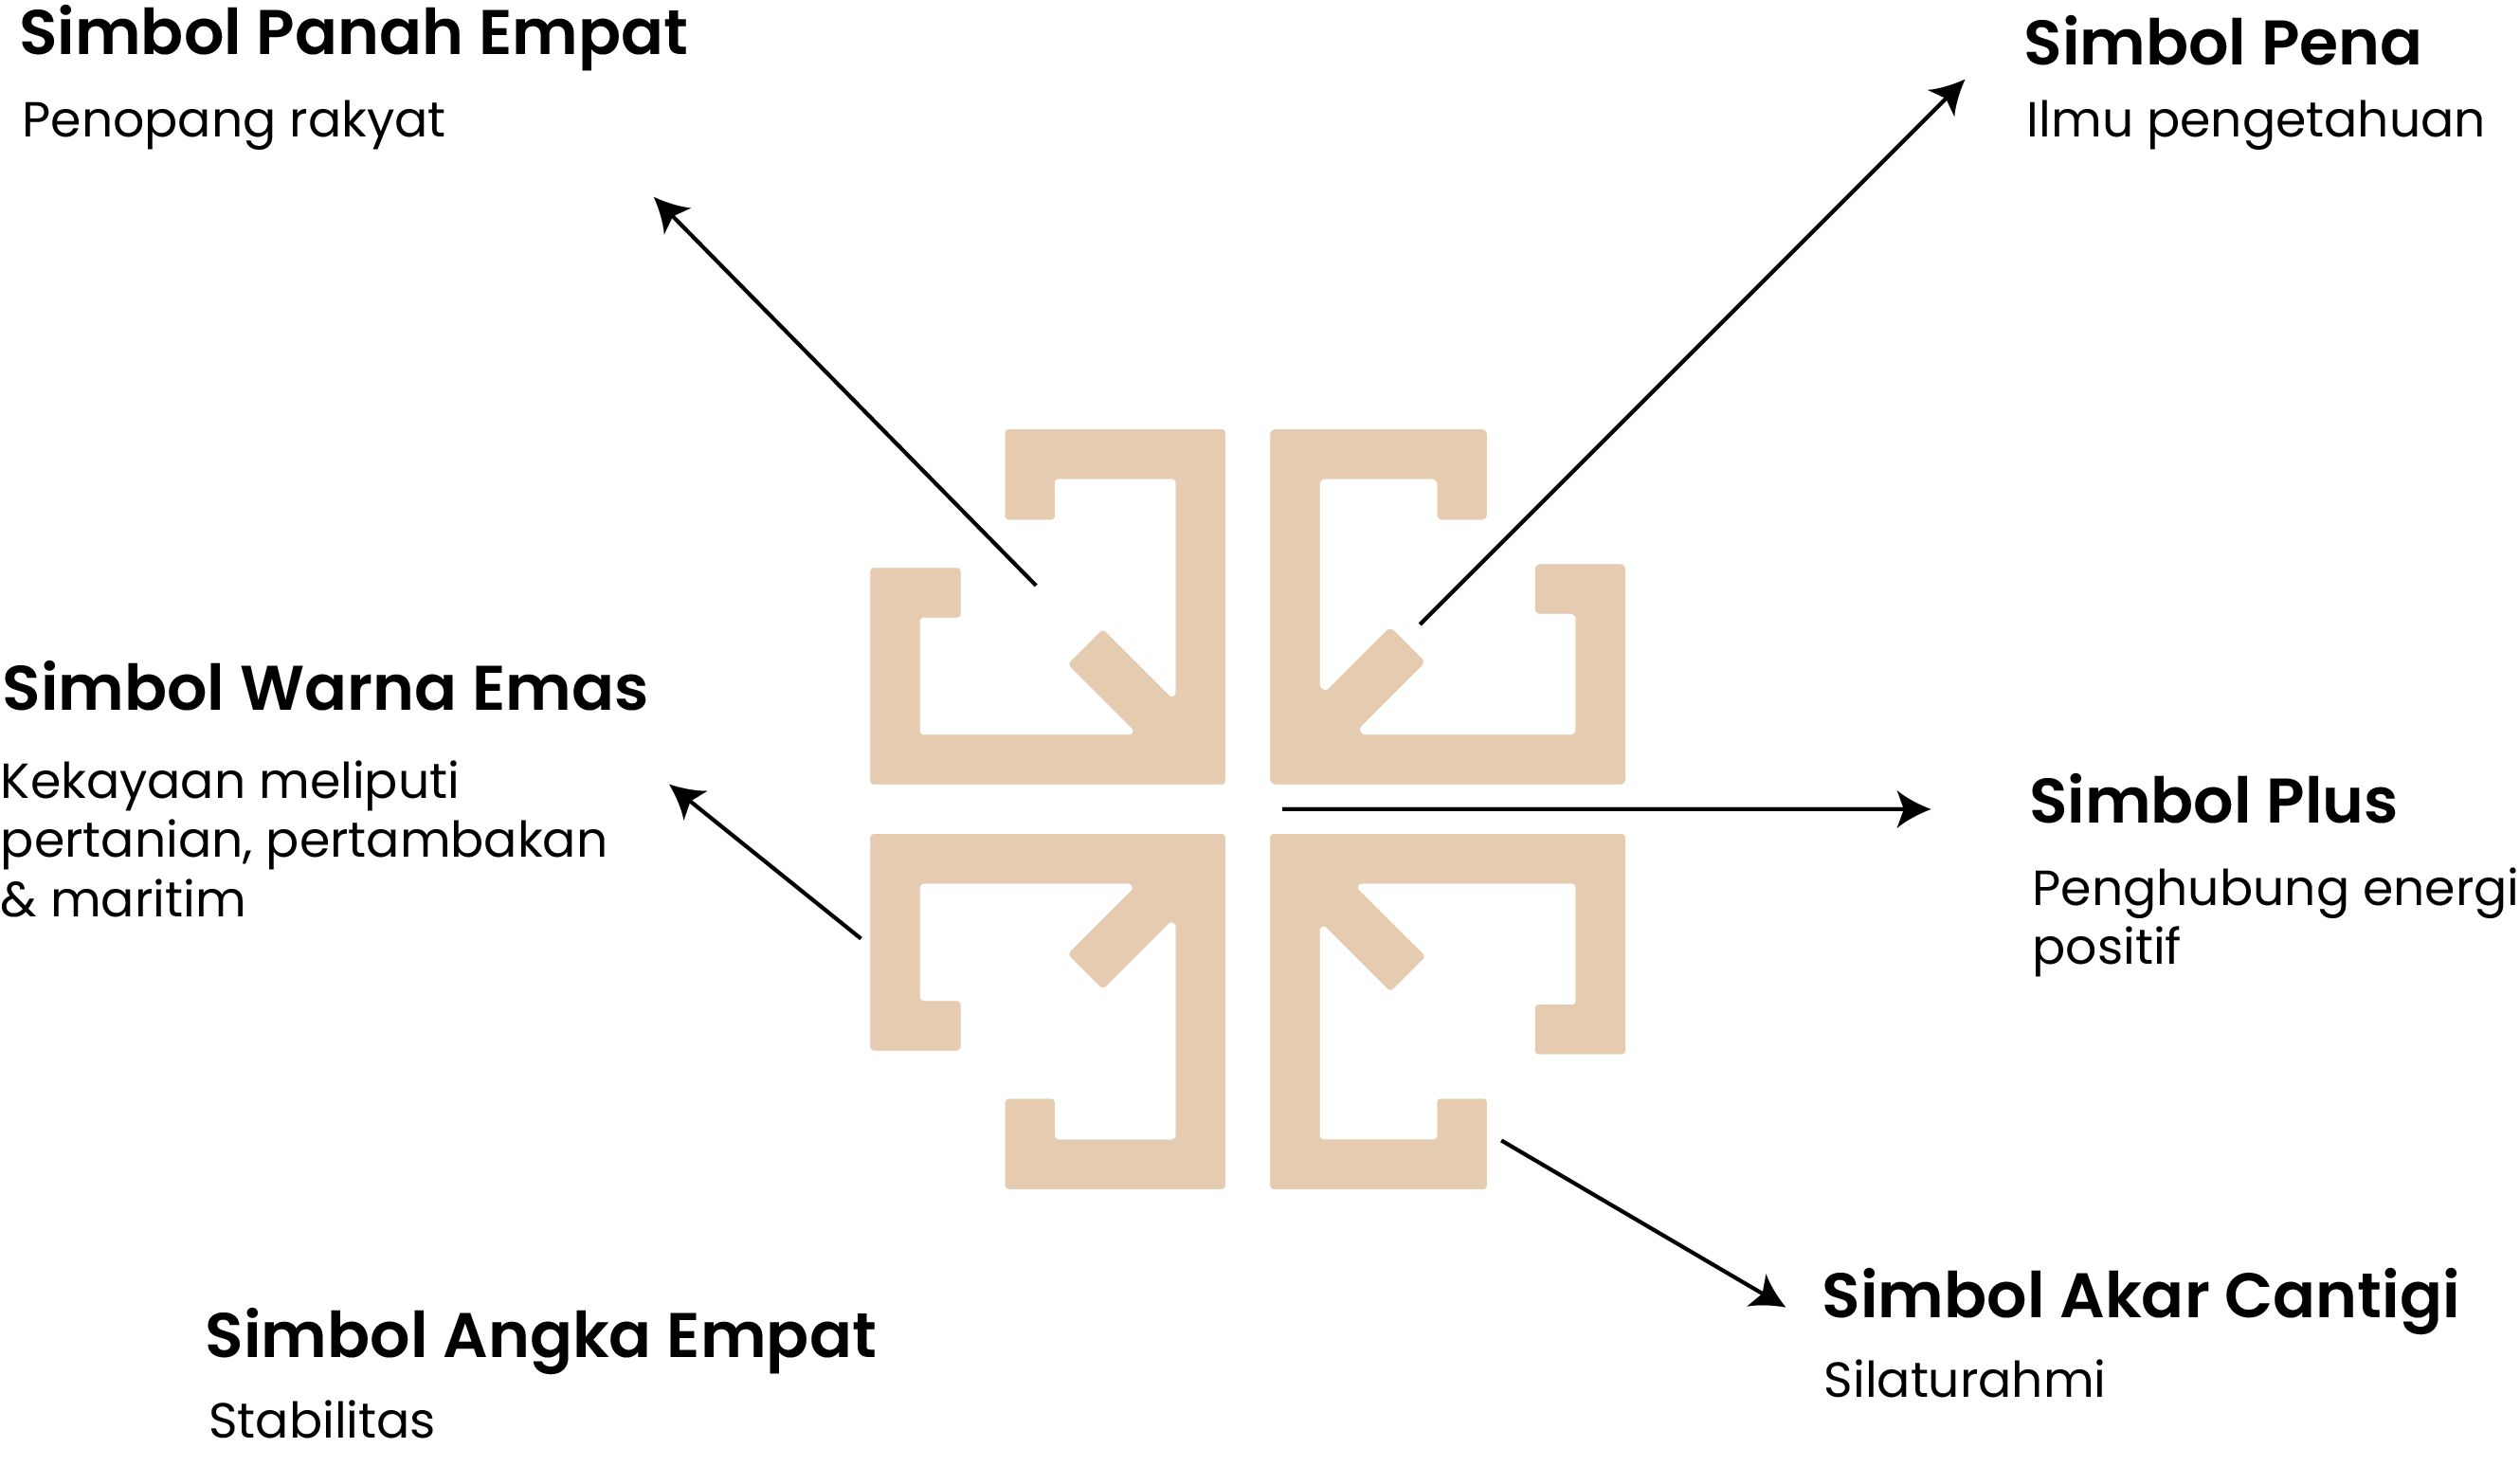 Simbol Panah Empat
Penopang rakyat
Simbol Pena
Ilmu pengetahuan
Simbol Warna Emas
Kekayaan meliputi
pertanian, pertambakan
& maritim
Simbol Plus
Penghubung energi
positif
Simbol Angka Empat
Stabilitas
Simbol Akar Cantigi
Silaturahmi